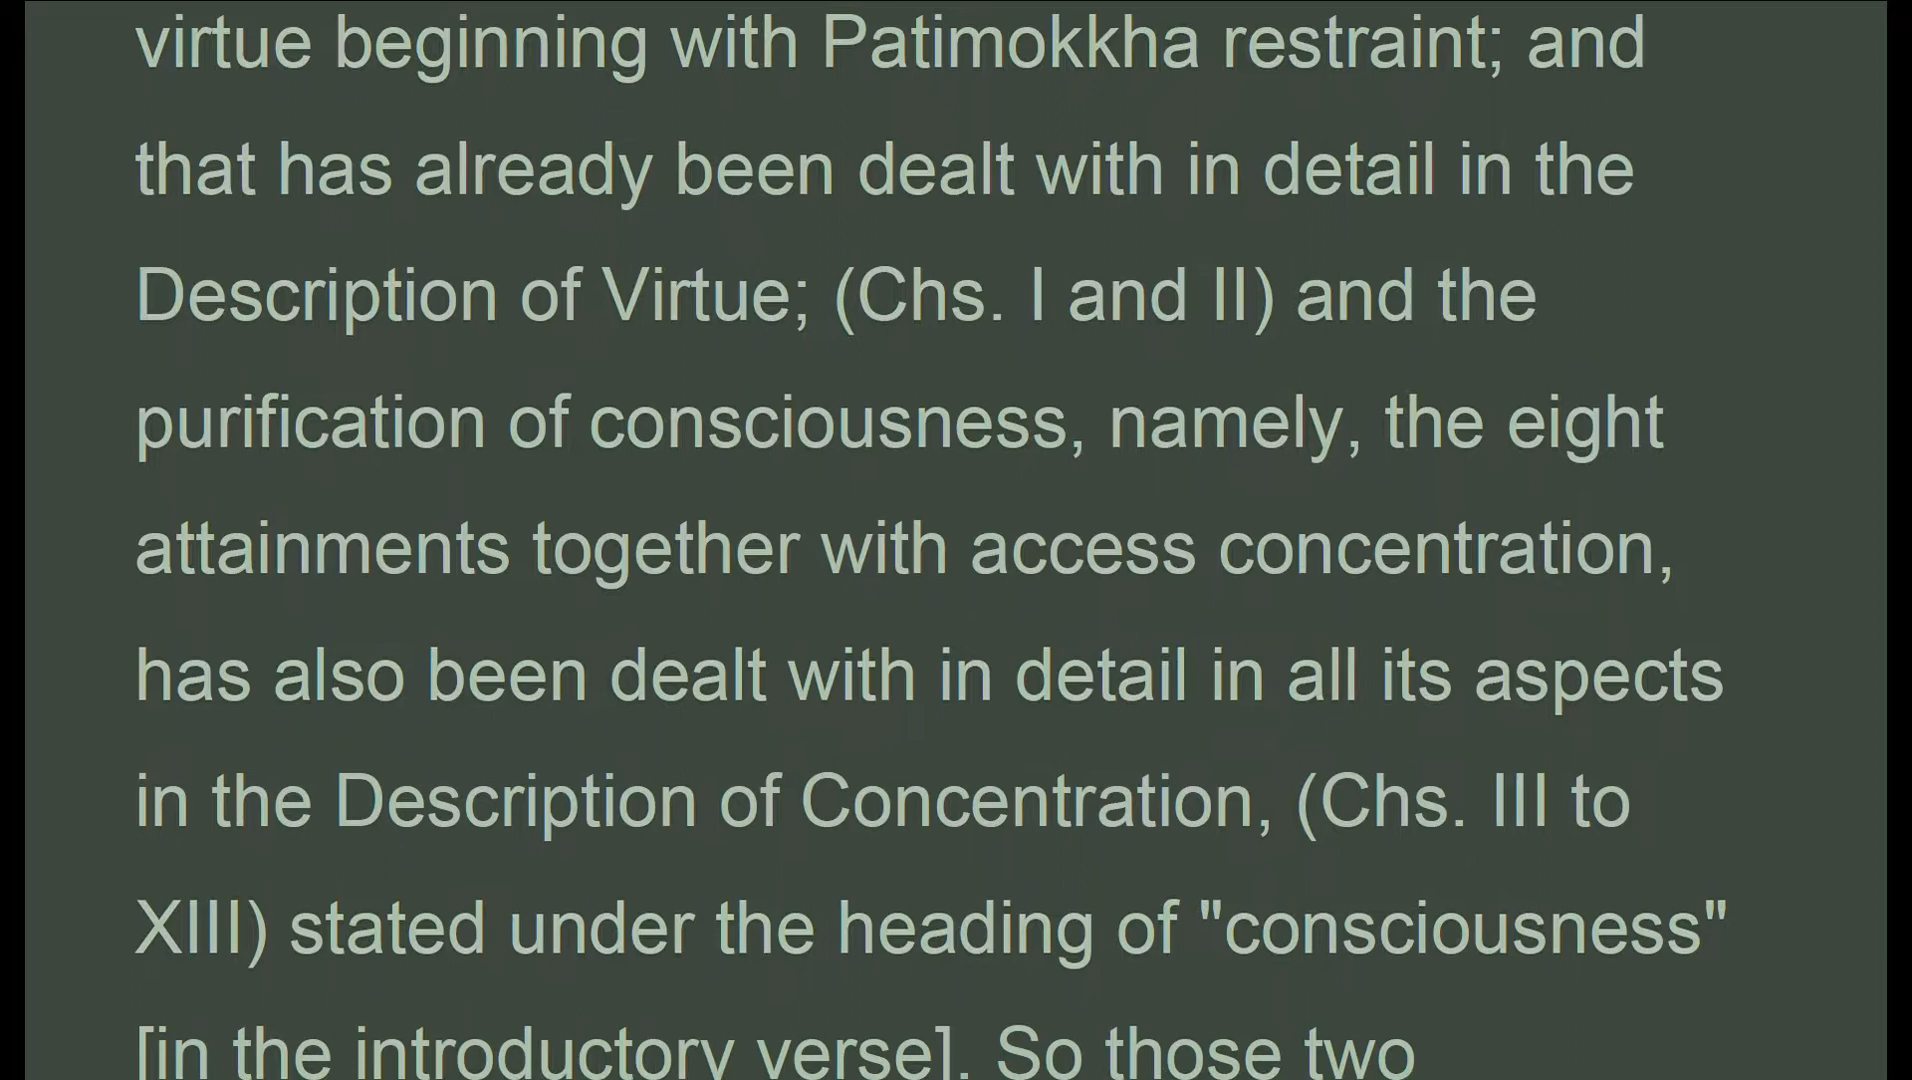 virtue beginning with Patimokkha restraint; and
that has already been dealt with in detail in the
Description of Virtue; (Chs. I and II) and the
purification of consciousness, namely, the eight
attainments together with access concentration,
has also been dealt with in detail in all its aspects
in the Description of Concentration, (Chs. III to
XIII) stated under the heading of "consciousness"
[in the introductory verse]. So those two